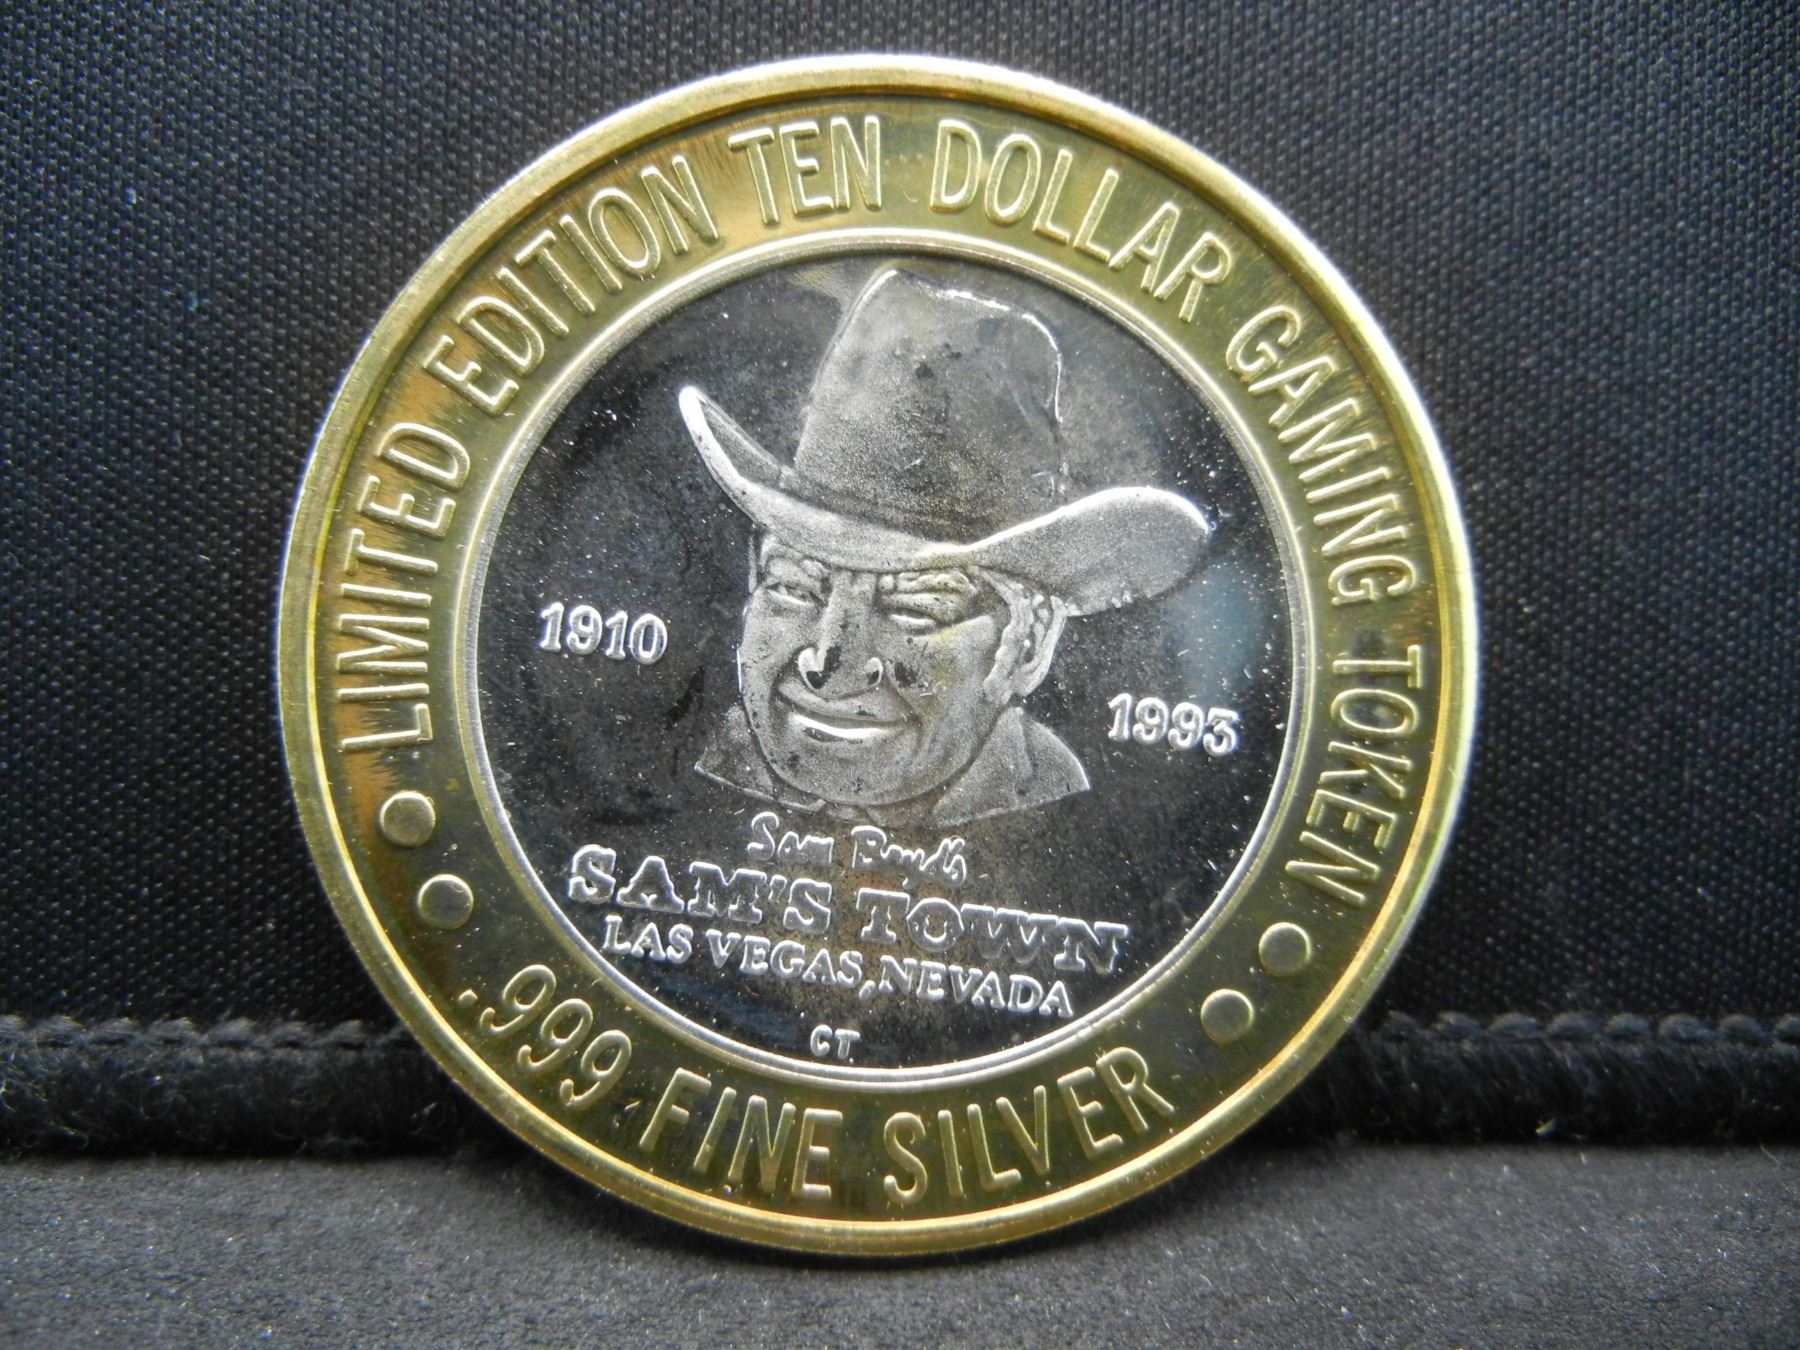 LIMITED EDITION TEN DOLLAR GAMING TOKEN
1910
1993
Sam Boyd's
SAM'S TOWN
LAS VEGAS, NEVADA
CT
.999 FINE SILVER